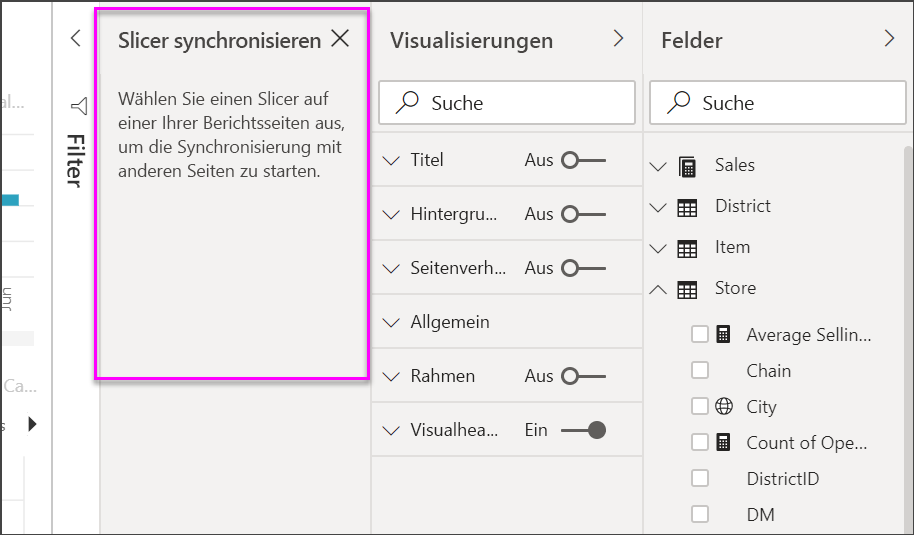 al...
Jun
Ca...
s
Filter
Slicer synchronisieren
Wählen Sie einen Slicer auf
einer Ihrer Berichtsseiten aus,
um die Synchronisierung mit
anderen Seiten zu starten.
Visualisierungen
Suche
Titel Aus
Hintergru... Aus
Seitenverh... Aus
Allgemein
Rahmen Aus
Visualhea... Ein
Felder
Suche
Sales
District
Item
Store
Average Sellin...
Chain
City
Count of Ope...
DistrictID
DM